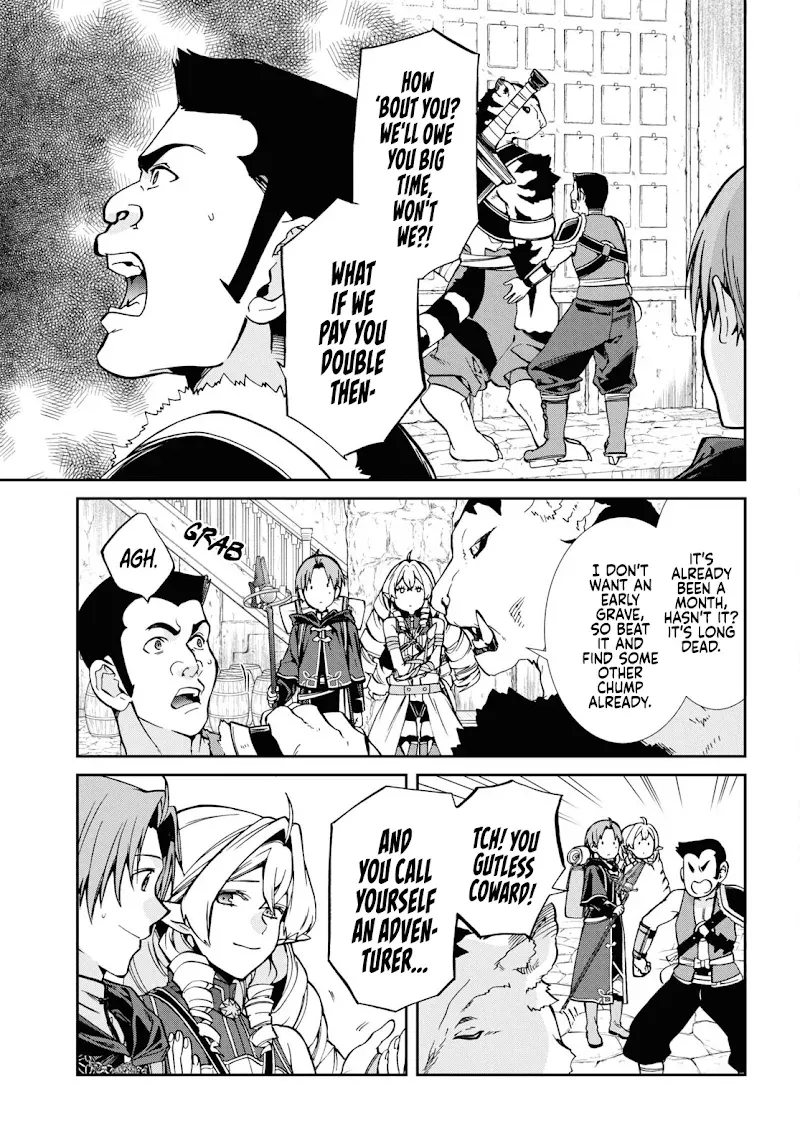 HOW
'BOUT YOU?
WE'LL OWE
YOU BIG
TIME,
WON'T
WE?!
WHAT
IF WE
PAY YOU
DOUBLE
THEN-
IT'S
ALREADY
BEEN
A MONTH,
HASN'T IT?
IT'S LONG
DEAD.
I DON'T
WANT AN
EARLY
GRAVE,
SO BEAT
IT AND
FIND SOME
OTHER
CHUMP
ALREADY.
GRAB
AGH.
TCH! YOU
GUTLESS
COWARD!
AND
YOU CALL
YOURSELF
AN ADVEN-
TURER...